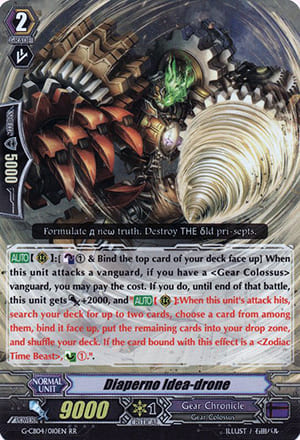 2
GRADE
5000
Formulate д new truth. Destroy THE ðld pri-septs.
AUTO [ ]:[ ① & Bind the top card of your deck face up] When
this unit attacks a vanguard, if you have a <Gear Colossus>
vanguard, you may pay the cost. If you do, until end of that battle,
this unit gets +2000, and "AUTO [ ]:When this unit's attack hits,
search your deck for up to two cards, choose a card from among
them, bind it face up, put the remaining cards into your drop zone,
and shuffle your deck. If the card bound with this effect is a <Zodiac
Time Beast>, ①.".
NORMAL
UNIT
Diaperno Idea-drone
POWER
9000
1
CRITICAL
Gear Chronicle
Gear Colossus
G-CB04/010EN RR
ILLUST /